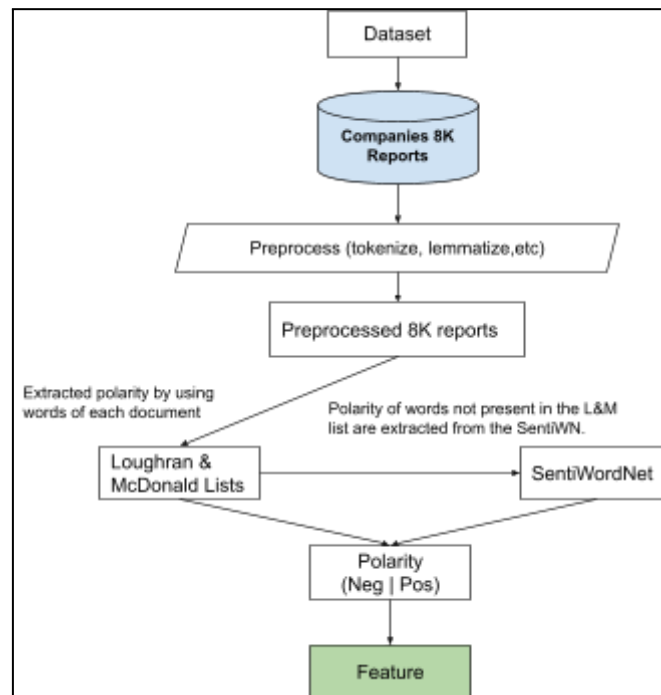 Dataset
Companies 8K
Reports
Preprocess (tokenize, lemmatize,etc)
Preprocessed 8K reports
Extracted polarity by using
words of each document
Polarity of words not present in the L&M
list are extracted from the SentiWN.
Loughran &
McDonald Lists
SentiWordNet
Polarity
(Neg | Pos)
Feature